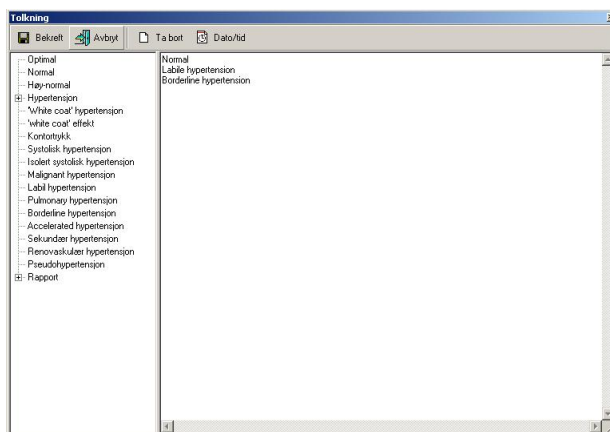 Tolkning
Bekreft Avbryt Ta bort Dato/tid
Optimal
Normal
Høy-normal
Hypertensjon
'White coat' hypertensjon
'white coat' effekt
Kontortrykk
Systolisk hypertensjon
Isolert systolisk hypertensjon
Malignant hypertensjon
Labil hypertensjon
Pulmonary hypertensjon
Borderline hypertensjon
Accelerated hypertensjon
Sekundær hypertensjon
Renovaskulær hypertensjon
Pseudohypertensjon
Rapport
Normal
Labile hypertension
Borderline hypertension